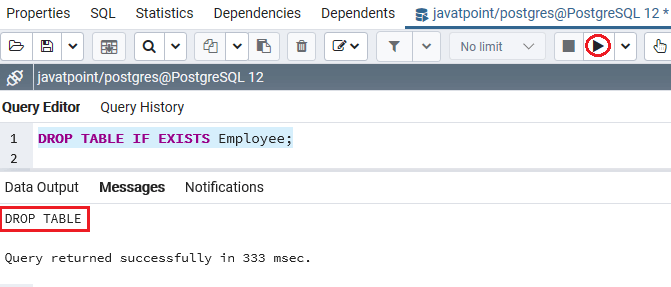 Properties SQL Statistics Dependencies Dependents javatpoint/postgres@PostgreSQL 12 *
No limit
javatpoint/postgres@PostgreSQL 12
Query Editor Query History
1 DROP TABLE IF EXISTS Employee;
2
Data Output Messages Notifications
DROP TABLE
Query returned successfully in 333 msec.